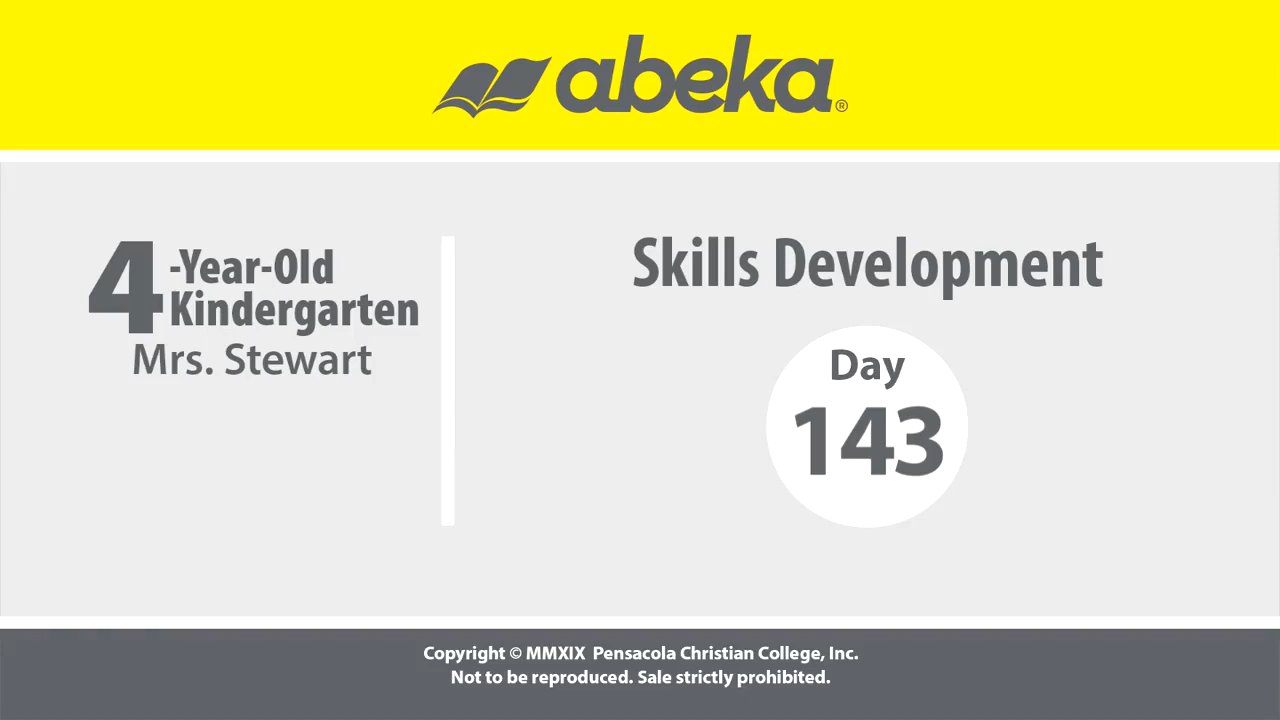 abeka®
4-Year-Old
Kindergarten
Mrs. Stewart
Skills Development
Day
143
Copyright © MMXIX Pensacola Christian College, Inc.
Not to be reproduced. Sale strictly prohibited.